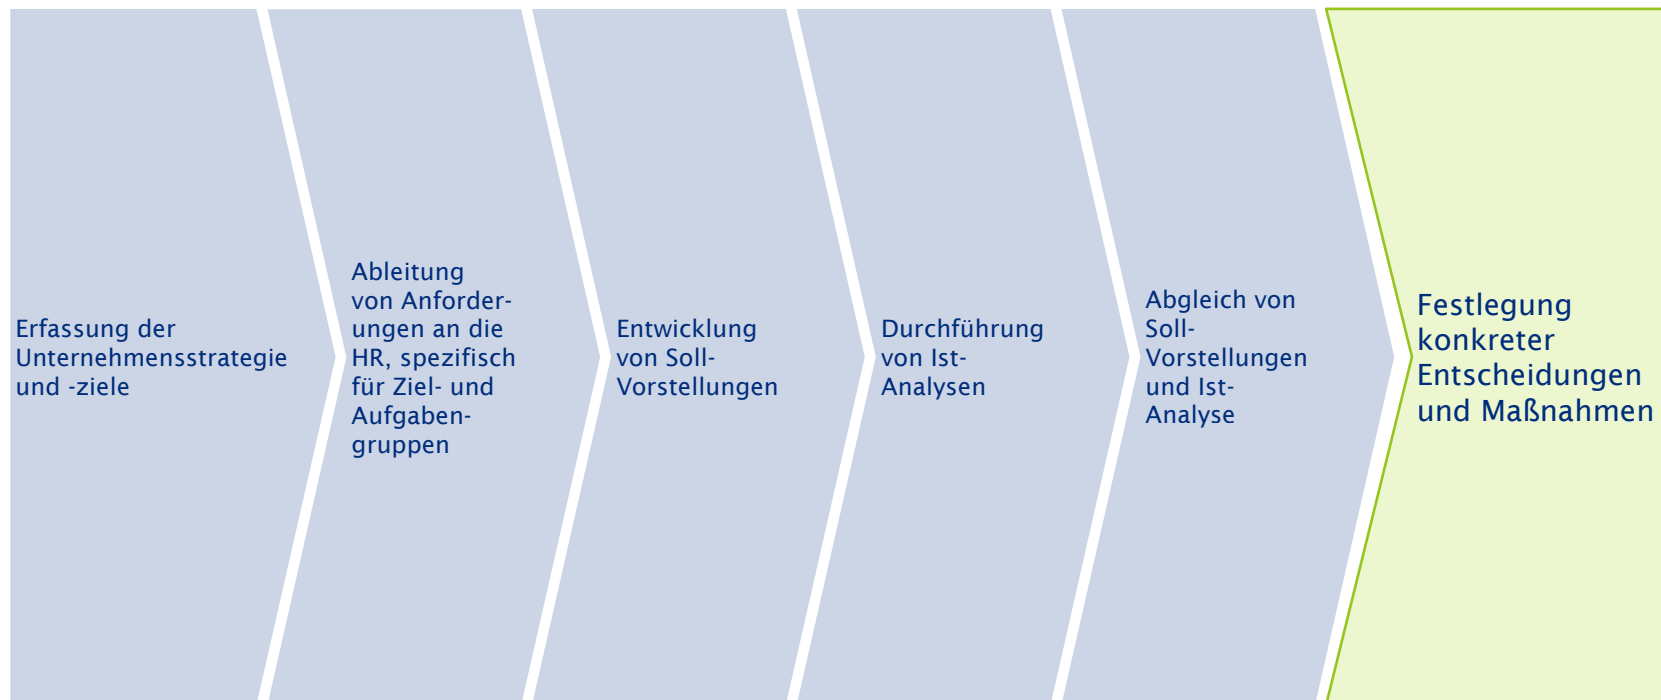 Erfassung der
Unternehmensstrategie
und -ziele
Ableitung
von Anforder-
ungen an die
HR, spezifisch
für Ziel- und
Aufgaben-
gruppen
Entwicklung
von Soll-
Vorstellungen
Durchführung
von Ist-
Analysen
Abgleich von
Soll-
Vorstellungen
und Ist-
Analyse
Festlegung
konkreter
Entscheidungen
und Maßnahmen